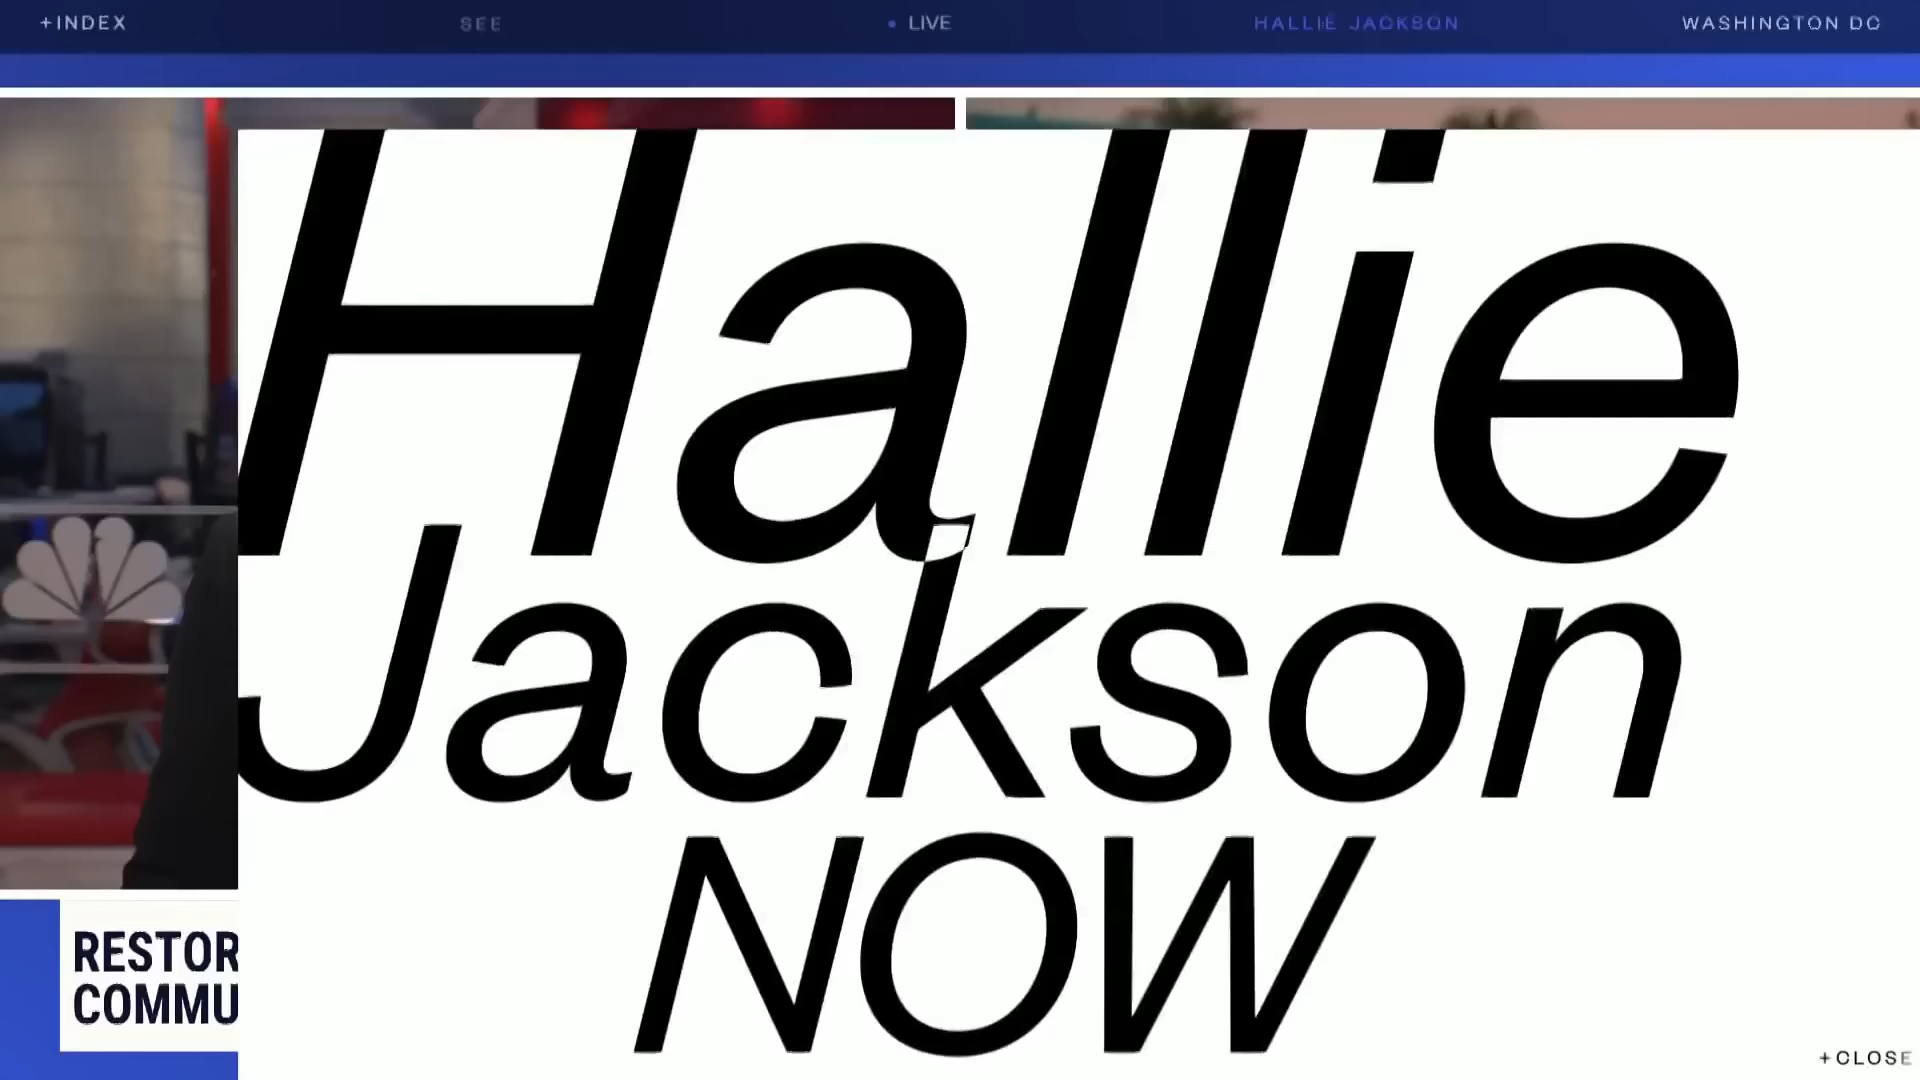 +INDEX
SEE
• LIVE
HALLIE JACKSON
WASHINGTON DC
Hallie
Jackson
NOW
RESTOR
COMMU
+CLOSE